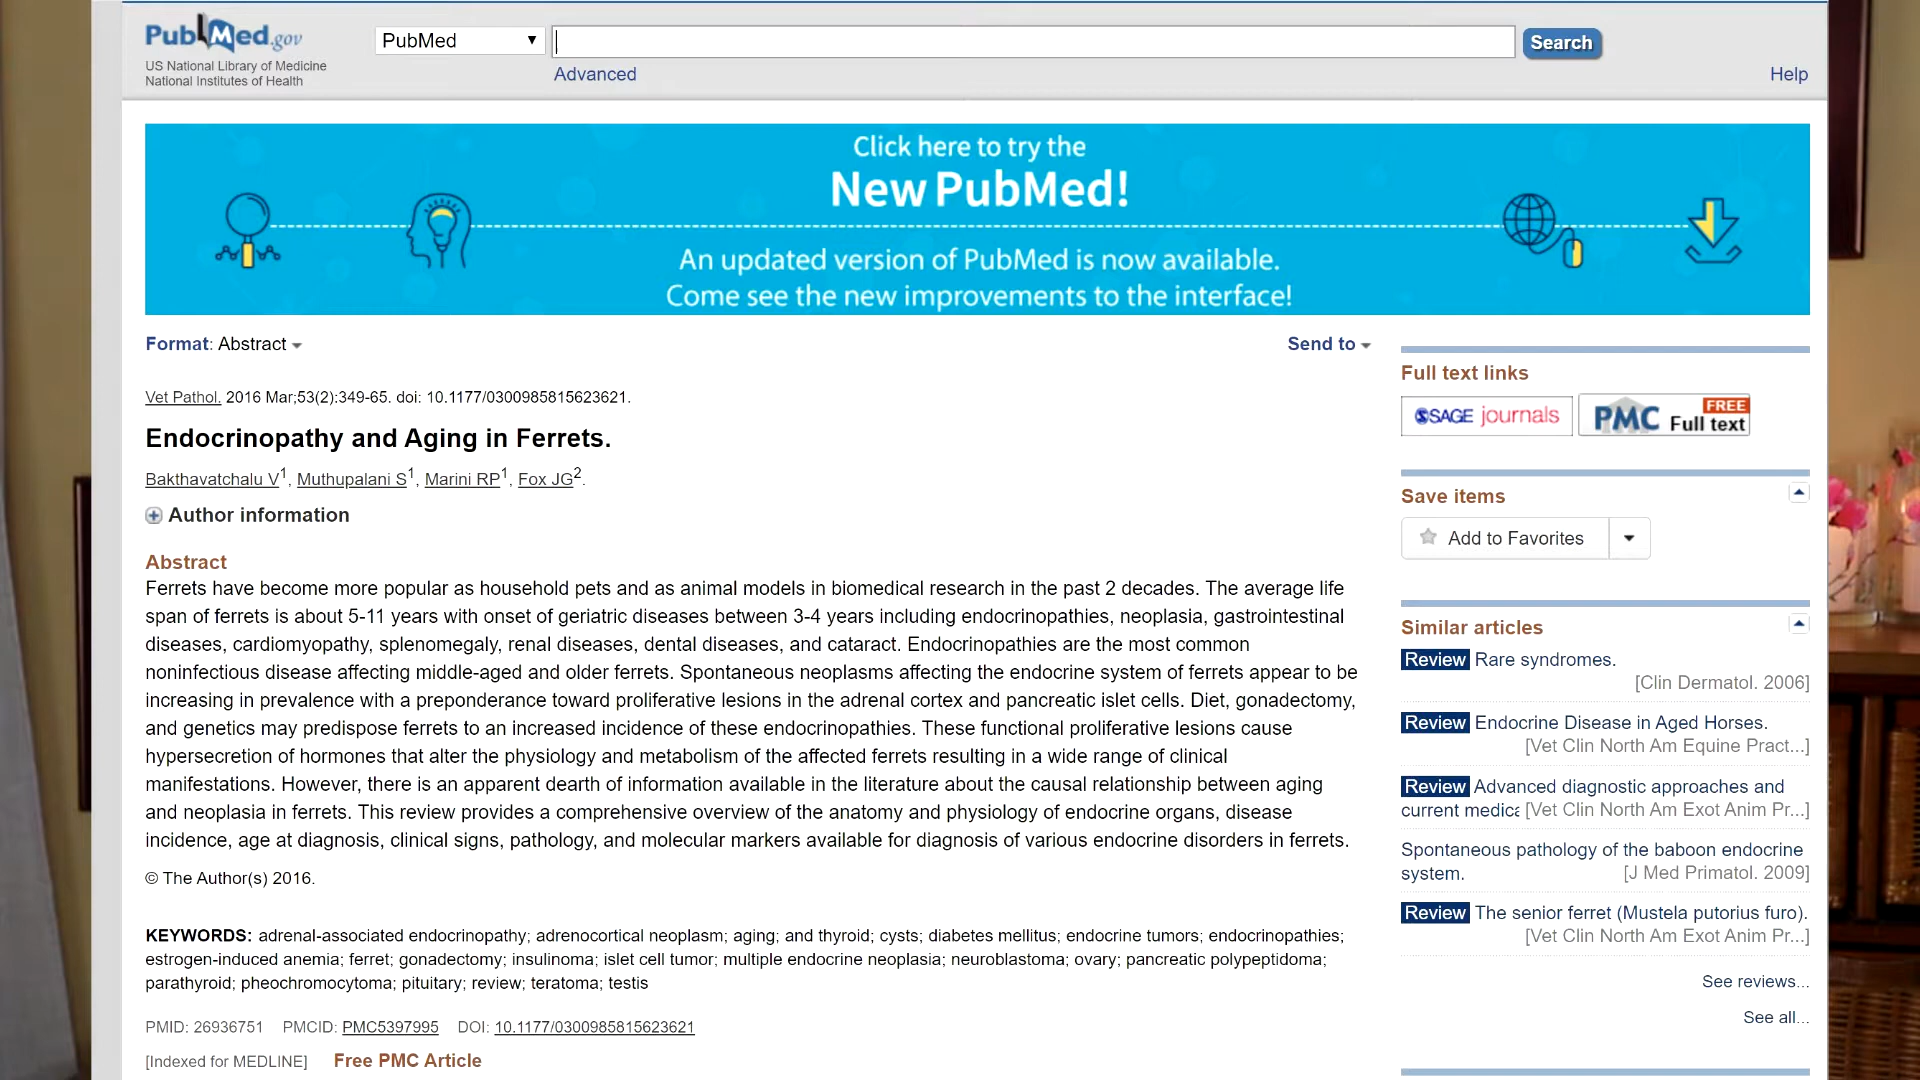 PubMed.gov
US National Library of Medicine
National Institutes of Health
PubMed
Search
Advanced
Help
Click here to try the
New PubMed!
An updated version of PubMed is now available.
Come see the new improvements to the interface!
Format: Abstract
Send to
Vet Pathol. 2016 Mar;53(2):349-65. doi: 10.1177/0300985815623621.
Endocrinopathy and Aging in Ferrets.
Bakthavatchalu V1, Muthupalani S1, Marini RP1, Fox JG2.
Author information
Abstract
Ferrets have become more popular as household pets and as animal models in biomedical research in the past 2 decades. The average life
span of ferrets is about 5-11 years with onset of geriatric diseases between 3-4 years including endocrinopathies, neoplasia, gastrointestinal
diseases, cardiomyopathy, splenomegaly, renal diseases, dental diseases, and cataract. Endocrinopathies are the most common
noninfectious disease affecting middle-aged and older ferrets. Spontaneous neoplasms affecting the endocrine system of ferrets appear to be
increasing in prevalence with a preponderance toward proliferative lesions in the adrenal cortex and pancreatic islet cells. Diet, gonadectomy,
and genetics may predispose ferrets to an increased incidence of these endocrinopathies. These functional proliferative lesions cause
hypersecretion of hormones that alter the physiology and metabolism of the affected ferrets resulting in a wide range of clinical
manifestations. However, there is an apparent dearth of information available in the literature about the causal relationship between aging
and neoplasia in ferrets. This review provides a comprehensive overview of the anatomy and physiology of endocrine organs, disease
incidence, age at diagnosis, clinical signs, pathology, and molecular markers available for diagnosis of various endocrine disorders in ferrets.
© The Author(s) 2016.
KEYWORDS: adrenal-associated endocrinopathy; adrenocortical neoplasm; aging; and thyroid; cysts; diabetes mellitus; endocrine tumors; endocrinopathies;
estrogen-induced anemia; ferret; gonadectomy; insulinoma; islet cell tumor; multiple endocrine neoplasia; neuroblastoma; ovary; pancreatic polypeptidoma;
parathyroid; pheochromocytoma; pituitary; review; teratoma; testis
PMID: 26936751 PMCID: PMC5397995 DOI: 10.1177/0300985815623621
[Indexed for MEDLINE] Free PMC Article
Full text links
SAGE journals
PMC FREE Full text
Save items
Add to Favorites
Similar articles
Review Rare syndromes.
[Clin Dermatol. 2006]
Review Endocrine Disease in Aged Horses.
[Vet Clin North Am Equine Pract...]
Review Advanced diagnostic approaches and
current medica [Vet Clin North Am Exot Anim Pr...]
Spontaneous pathology of the baboon endocrine
system. [J Med Primatol. 2009]
Review The senior ferret (Mustela putorius furo).
[Vet Clin North Am Exot Anim Pr...]
See reviews...
See all...